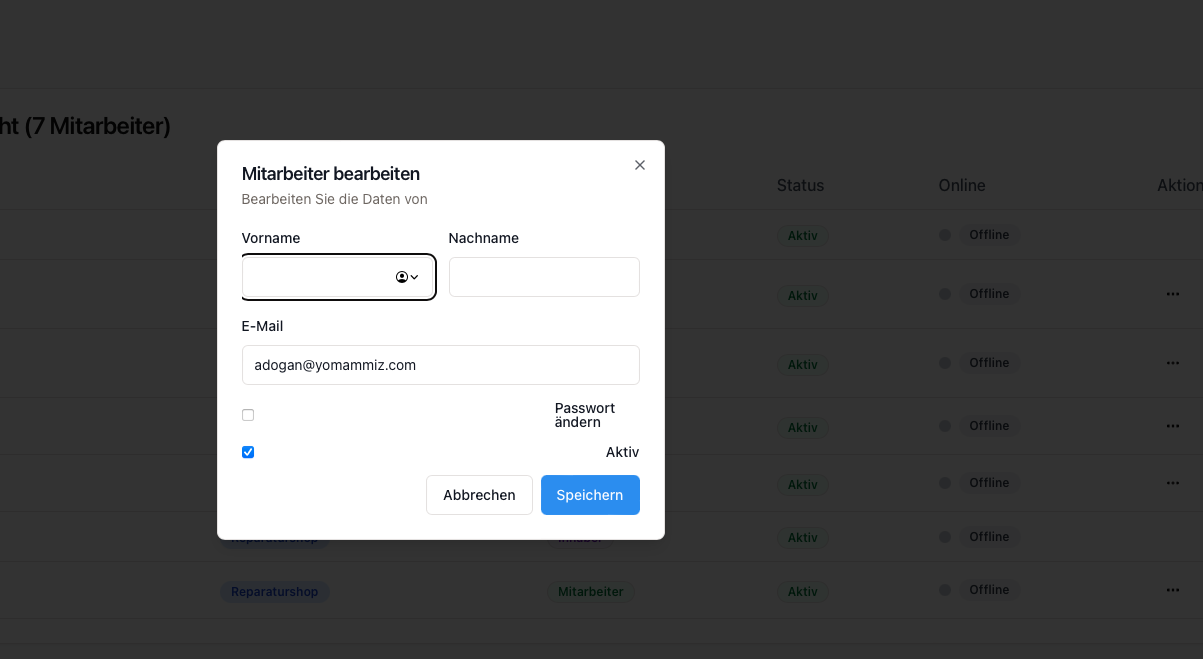 ht (7 Mitarbeiter)
Mitarbeiter bearbeiten
Bearbeiten Sie die Daten von
Vorname
Nachname
E-Mail
adogan@yomammiz.com
Passwort
ändern
Aktiv
Abbrechen
Speichern
Status
Online
Aktion
Aktiv
Offline
Aktiv
Offline
Aktiv
Offline
Aktiv
Offline
Aktiv
Offline
Reparaturshop
Inhaber
Aktiv
Offline
Reparaturshop
Mitarbeiter
Aktiv
Offline